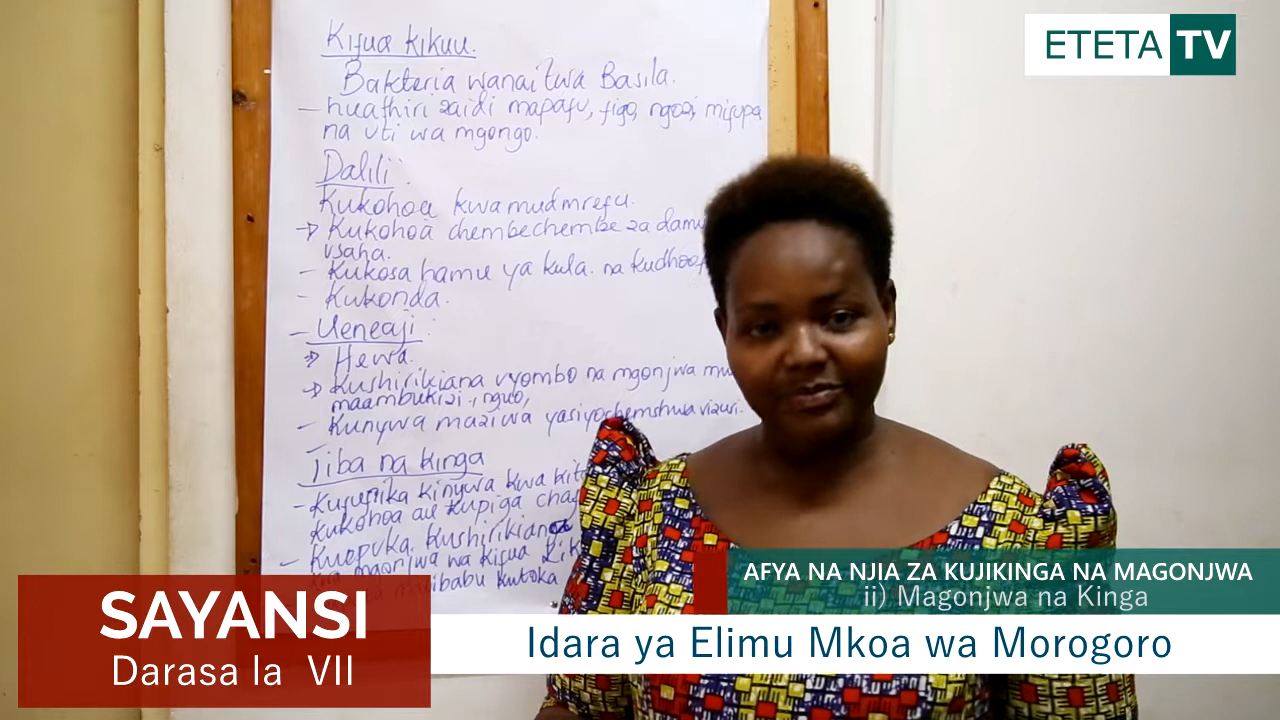 ETETA TV
Kifua kikuu.
Bakteria wanaitwa Basila.
– huathiri zaidi mapafu, figo, ngozi, mifupa
na uti wa mgongo.
Dalili:
Kukohoa kwa
→ Kukohoa chembechembe za damu
usaha.
– Kukosa hamu ya kula. na
– Kukonda.
– Ueneaji:
→ Hewa.
→ Kushirikiana vyombo na mgonjwa
maambukizi, nguo,
– Kunywa maziwa yasiyochemshwa vizuri.
Tiba na kinga
– Kufunika kinywa kwa
kukohoa au kupiga
– Kuepuka kushirikiana
mgonjwa wa kifua
kutoka
AFYA NA NJIA ZA KUJIKINGA NA MAGONJWA
ii) Magonjwa na Kinga
SAYANSI
Darasa la VII
Idara ya Elimu Mkoa wa Morogoro